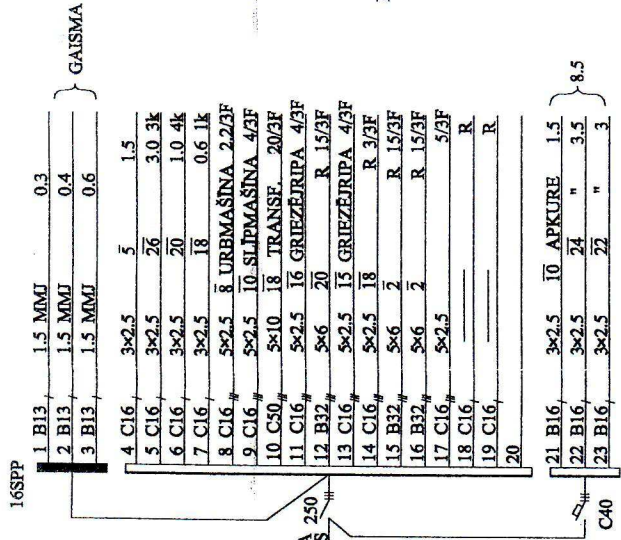 16SPP
1 B13 1.5 MMJ 0.3
2 B13 1.5 MMJ 0.4
3 B13 1.5 MMJ 0.6
GAISMA
4 C16 3×2.5 5 1.5
5 C16 3×2.5 26 3.0 3k
6 C16 3×2.5 20 1.0 4k
7 C16 3×2.5 18 0.6 1k
8 C16 5×2.5 8 URBMAŠĪNA 2.2/3F
9 C16 5×2.5 10 SLĪPMAŠĪNA 4/3F
10 C50 5×10 18 TRANSF. 20/3F
11 C16 5×2.5 16 GRIEZĒJRIPA 4/3F
12 B32 5×6 20 R 15/3F
13 C16 5×2.5 15 GRIEZĒJRIPA 4/3F
14 C16 5×2.5 18 R 3/3F
15 B32 5×6 2 R 15/3F
16 B32 5×6 2 R 15/3F
17 C16 5×2.5 5/3F
18 C16 R
19 C16 R
20
250
A
S
21 B16 3×2.5 10 APKURE 1.5
22 B16 3×2.5 24 " 3.5
23 B16 3×2.5 22 " 3
8.5
C40